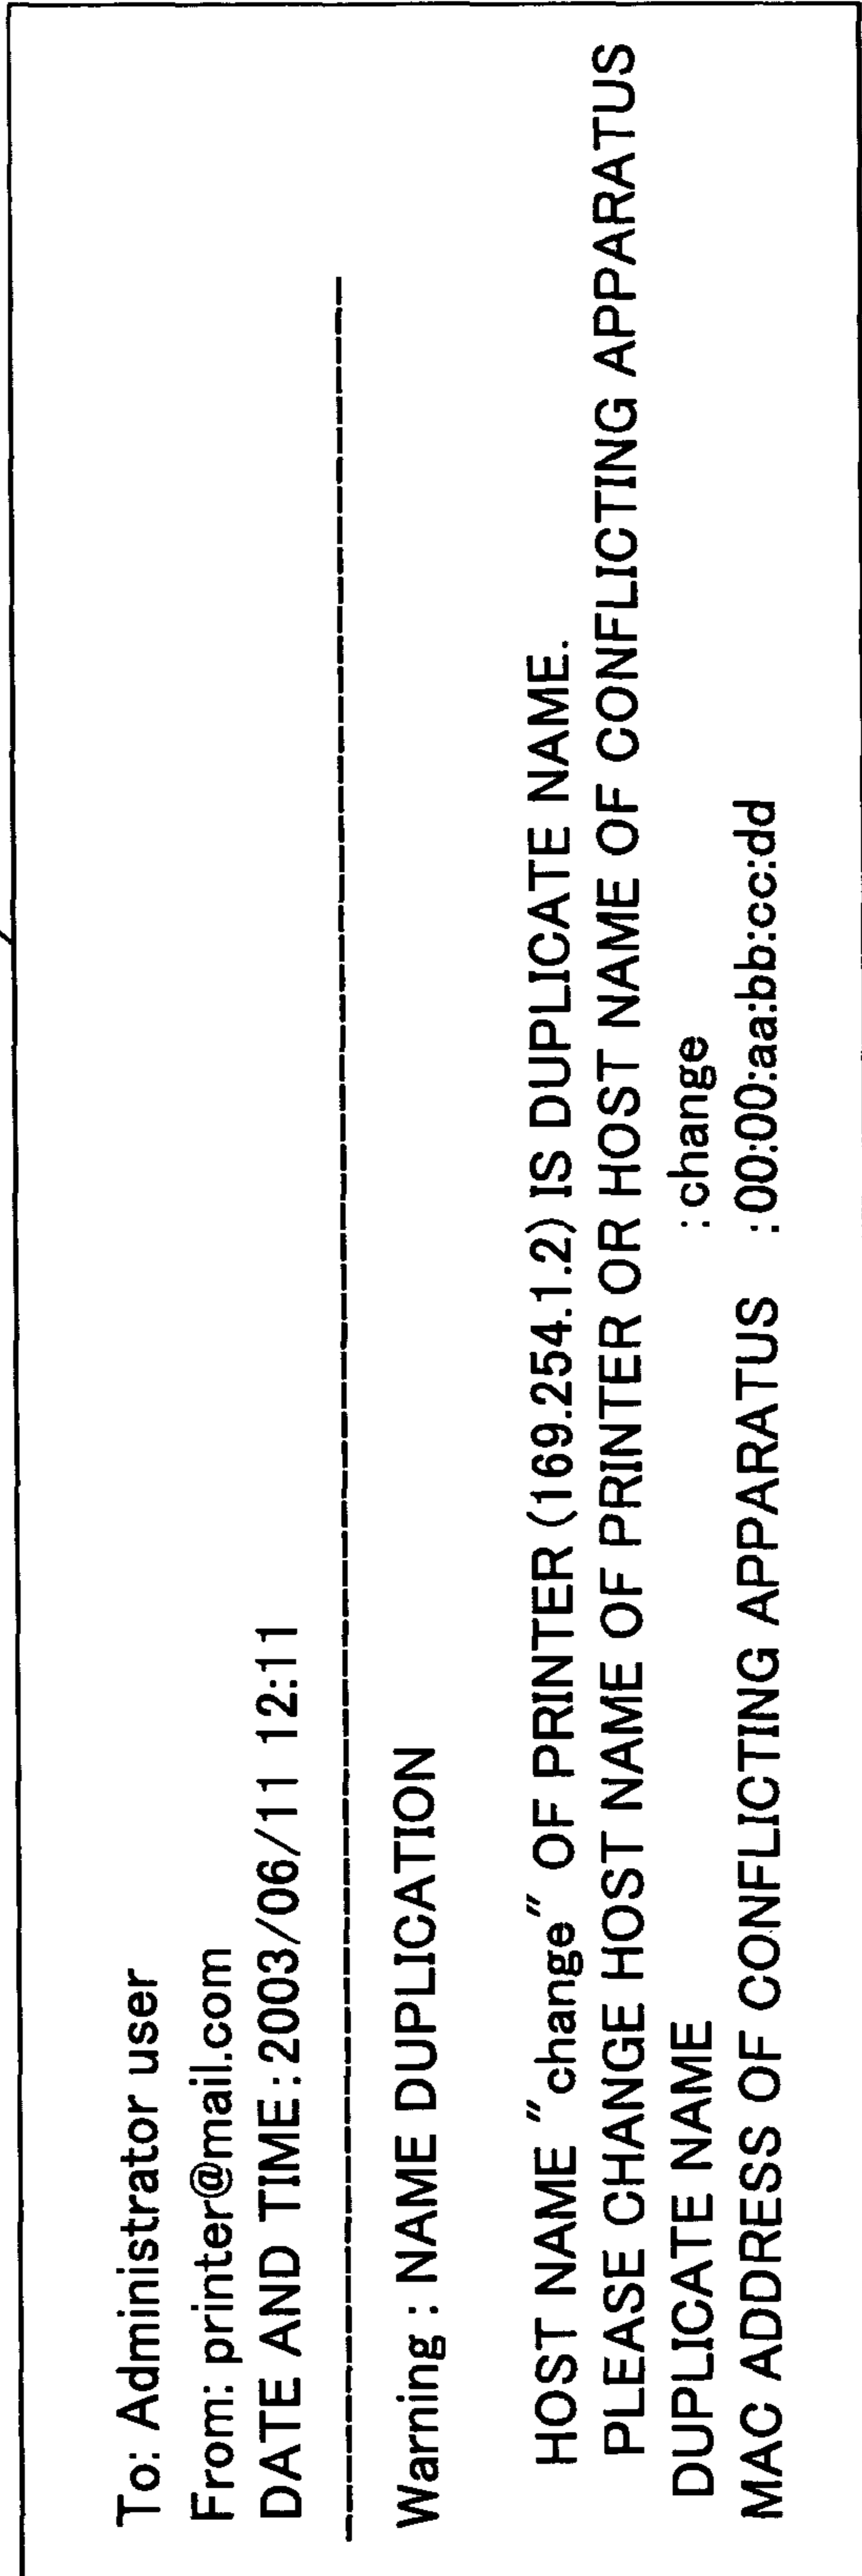 To: Administrator user
From: printer@mail.com
DATE AND TIME:2003/06/11 12:11
Warning : NAME DUPLICATION
HOST NAME "change" OF PRINTER (169.254.1.2) IS DUPLICATE NAME.
PLEASE CHANGE HOST NAME OF PRINTER OR HOST NAME OF CONFLICTING APPARATUS
DUPLICATE NAME : change
MAC ADDRESS OF CONFLICTING APPARATUS : 00:00:aa:bb:cc:dd